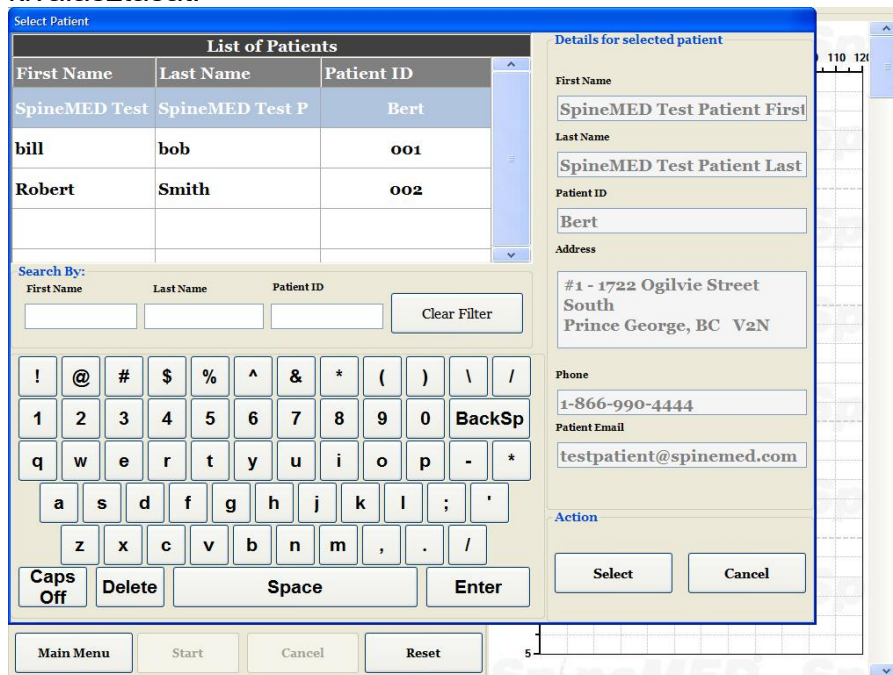 Select Patient
List of Patients
First Name Last Name Patient ID
SpineMED Test SpineMED Test P Bert
bill bob 001
Robert Smith 002
Search By:
First Name Last Name Patient ID
Clear Filter
! @ # $ % ^ & * ( ) \ /
1 2 3 4 5 6 7 8 9 0 BackSp
q w e r t y u i o p - *
a s d f g h j k l ; '
z x c v b n m , . /
Caps Off Delete Space Enter
Details for selected patient
First Name
SpineMED Test Patient First
Last Name
SpineMED Test Patient Last
Patient ID
Bert
Address
#1 - 1722 Ogilvie Street
South
Prince George, BC V2N
Phone
1-866-990-4444
Patient Email
testpatient@spinemed.com
Action
Select Cancel
110 120
Main Menu Start Cancel Reset
5
SpineMED Sp